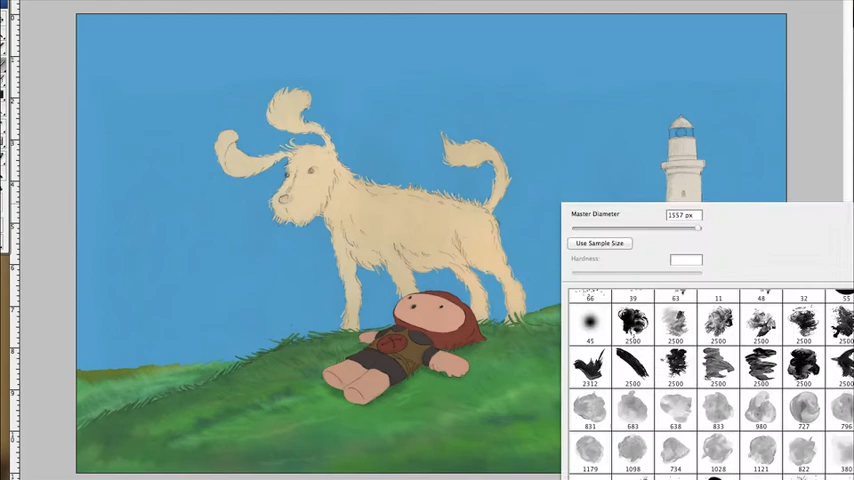 Master Diameter 1557 px
Use Sample Size
Hardness:
66 39 63 11 48 32 55
45 2500 2500 2500 2500 2500
2312 2500 2500 2500 2500 2500
831 683 638 833 980 727 796
1179 1098 734 1028 1121 822 380